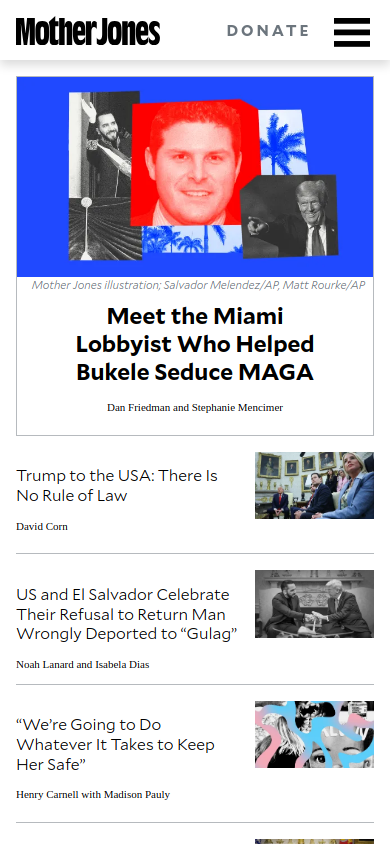 Mother Jones
DONATE
Mother Jones illustration; Salvador Melendez/AP, Matt Rourke/AP
Meet the Miami
Lobbyist Who Helped
Bukele Seduce MAGA
Dan Friedman and Stephanie Mencimer
Trump to the USA: There Is
No Rule of Law
David Corn
US and El Salvador Celebrate
Their Refusal to Return Man
Wrongly Deported to “Gulag”
Noah Lanard and Isabela Dias
“We’re Going to Do
Whatever It Takes to Keep
Her Safe”
Henry Carnell with Madison Pauly